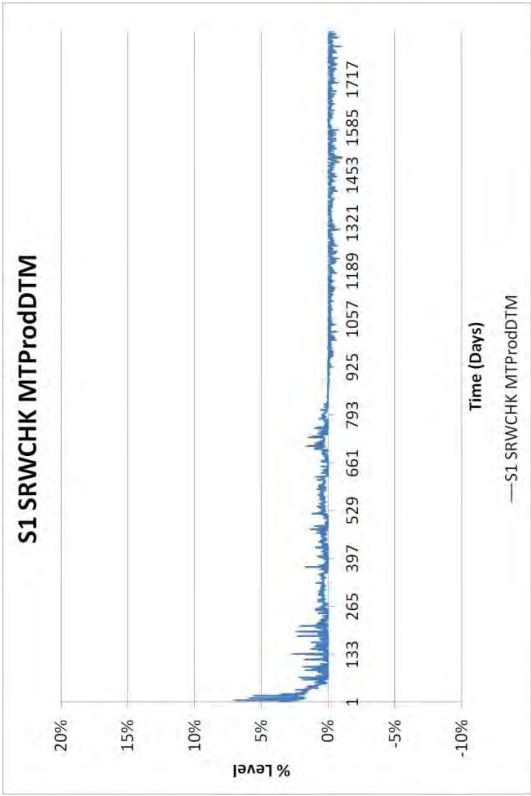 S1 SRWCHK MTProdDTM
20%
15%
10%
5%
0%
-5%
-10%
% Level
1 133 265 397 529 661 793 925 1057 1189 1321 1453 1585 1717
Time (Days)
S1 SRWCHK MTProdDTM